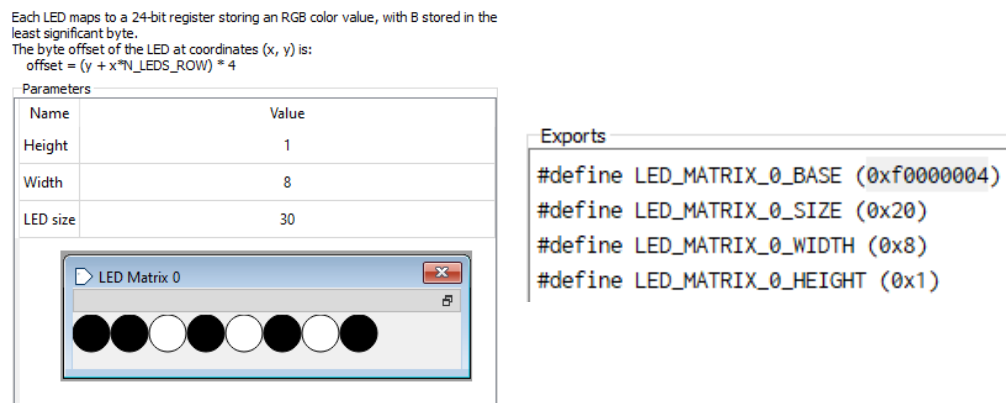 Each LED maps to a 24-bit register storing an RGB color value, with B stored in the
least significant byte.
The byte offset of the LED at coordinates (x, y) is:
offset = (y + x*N_LEDS_ROW) * 4
Parameters
Name Value
Height 1
Width 8
LED size 30
LED Matrix 0
Exports
#define LED_MATRIX_0_BASE (0xf0000004)
#define LED_MATRIX_0_SIZE (0x20)
#define LED_MATRIX_0_WIDTH (0x8)
#define LED_MATRIX_0_HEIGHT (0x1)